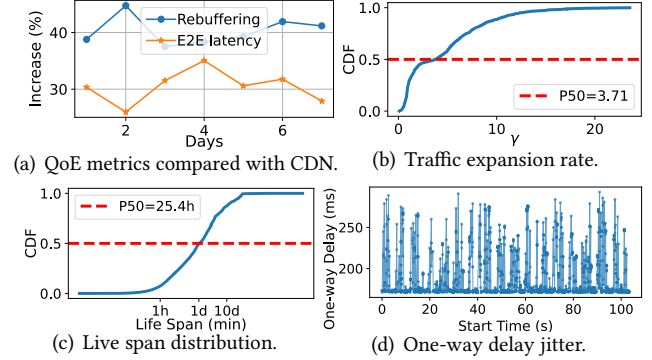 Rebuffering
E2E latency
40
30
Increase (%)
2
4
6
Days
(a) QoE metrics compared with CDN.
1.0
0.5
0.0
CDF
P50=3.71
0
10
20
γ
(b) Traffic expansion rate.
P50=25.4h
1.0
0.5
0.0
CDF
1h
1d
10d
Life Span (min)
(c) Live span distribution.
250
200
One-way Delay (ms)
0
20
40
60
80
100
Start Time (s)
(d) One-way delay jitter.